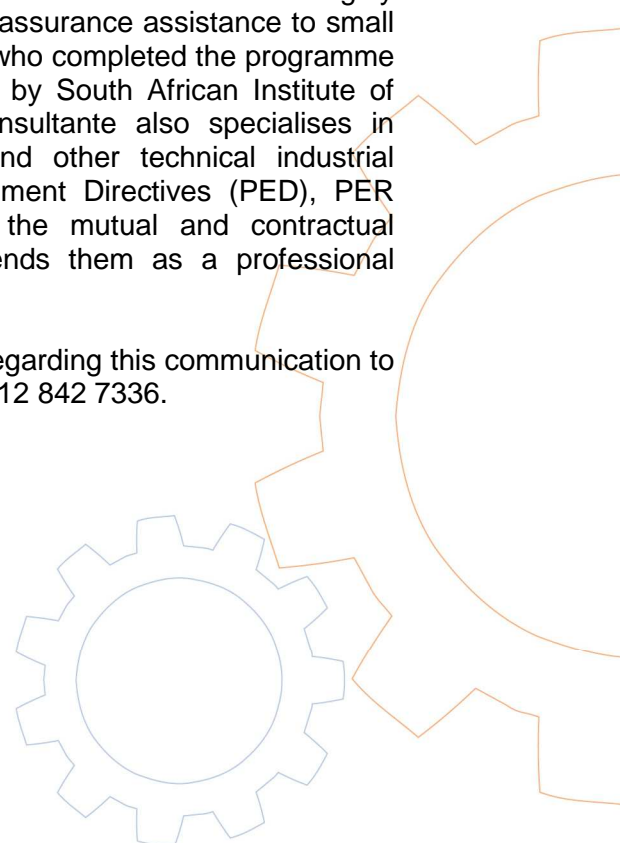 assurance assistance to small
who completed the programme
by South African Institute of
nsultante also specialises in
nd other technical industrial
ment Directives (PED), PER
the mutual and contractual
ends them as a professional
egarding this communication to
12 842 7336.